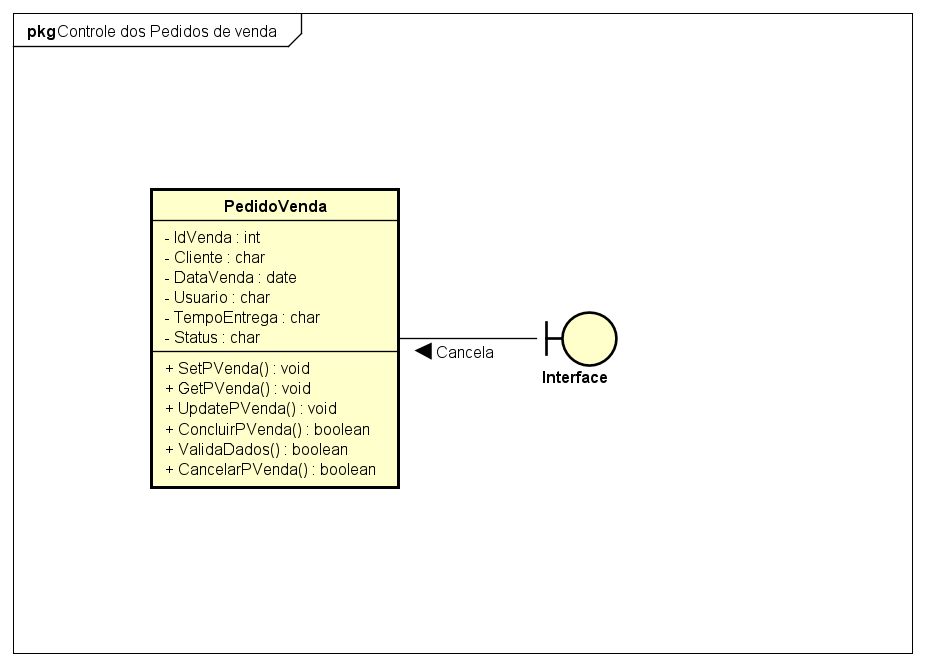 pkg Controle dos Pedidos de venda
PedidoVenda
- IdVenda : int
- Cliente : char
- DataVenda : date
- Usuario : char
- TempoEntrega : char
- Status : char
+ SetPVenda() : void
+ GetPVenda() : void
+ UpdatePVenda() : void
+ ConcluirPVenda() : boolean
+ ValidaDados() : boolean
+ CancelarPVenda() : boolean
Cancela
Interface